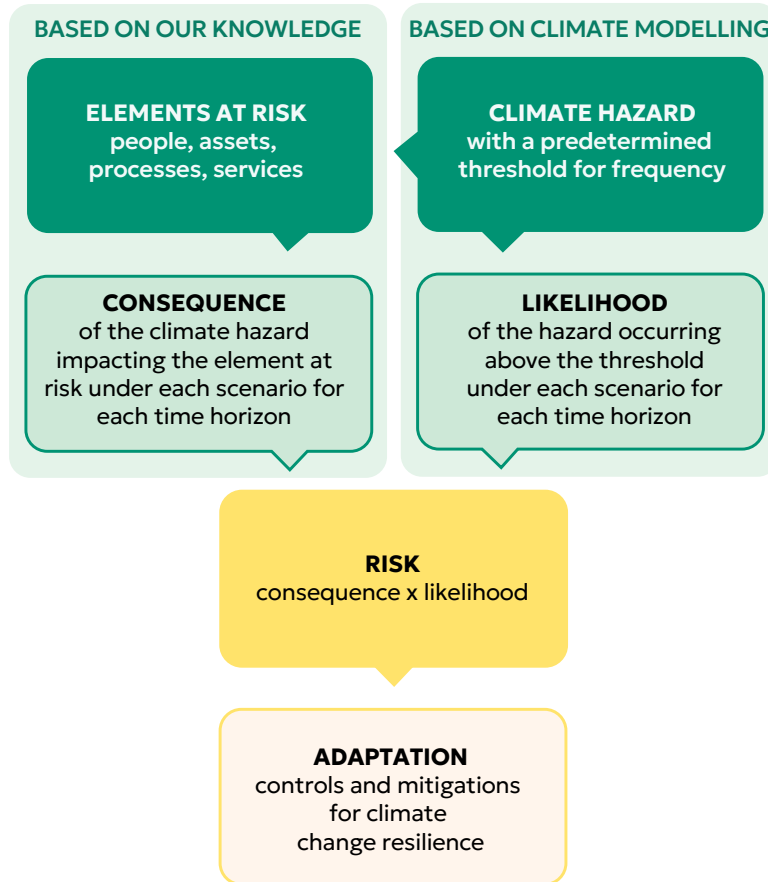 BASED ON OUR KNOWLEDGE
ELEMENTS AT RISK
people, assets,
processes, services
CONSEQUENCE
of the climate hazard
impacting the element at
risk under each scenario for
each time horizon
BASED ON CLIMATE MODELLING
CLIMATE HAZARD
with a predetermined
threshold for frequency
LIKELIHOOD
of the hazard occurring
above the threshold
under each scenario for
each time horizon
RISK
consequence x likelihood
ADAPTATION
controls and mitigations
for climate
change resilience